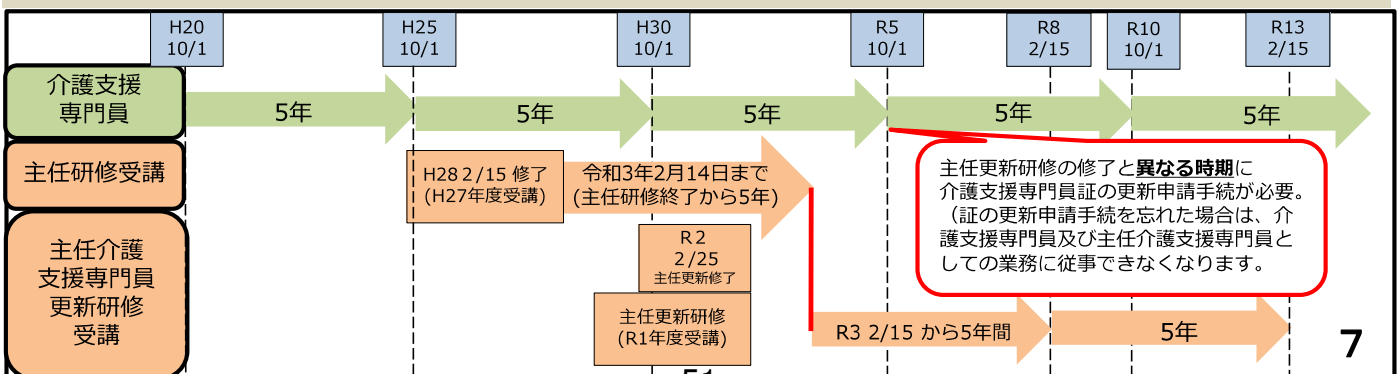 H20
10/1
H25
10/1
H30
10/1
R5
10/1
R8
2/15
R10
10/1
R13
2/15
介護支援
専門員
5年
5年
5年
5年
5年
主任研修受講
H28 2/15 修了
(H27年度受講)
令和3年2月14日まで
(主任研修終了から5年)
主任更新研修の修了と異なる時期に
介護支援専門員証の更新申請手続が必要。
（証の更新申請手続を忘れた場合は、介
護支援専門員及び主任介護支援専門員と
しての業務に従事できなくなります。
主任介護
支援専門員
更新研修
受講
R2
2/25
主任更新修了
主任更新研修
(R1年度受講)
R3 2/15 から5年間
5年
7